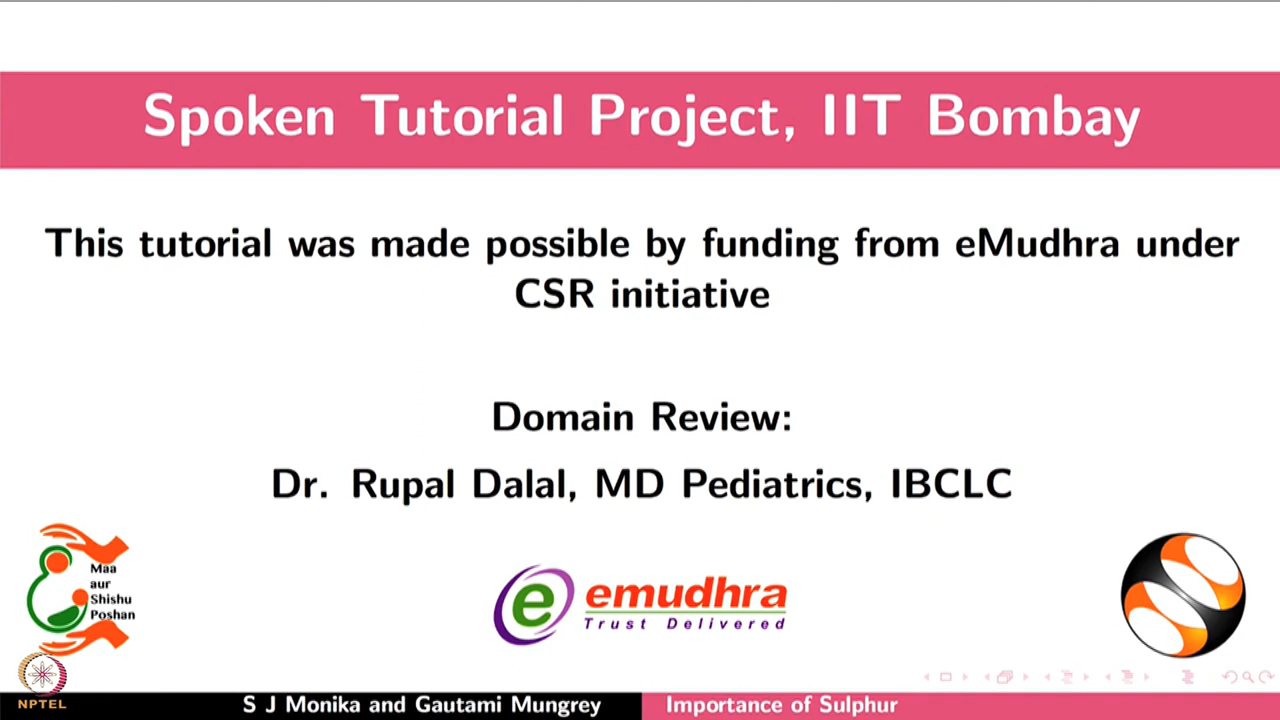 Spoken Tutorial Project, IIT Bombay
This tutorial was made possible by funding from eMudhra under
CSR initiative
Domain Review:
Dr. Rupal Dalal, MD Pediatrics, IBCLC
Maa
aur
Shishu
Poshan
e emudhra
Trust Delivered
NPTEL
S J Monika and Gautami Mungrey
Importance of Sulphur